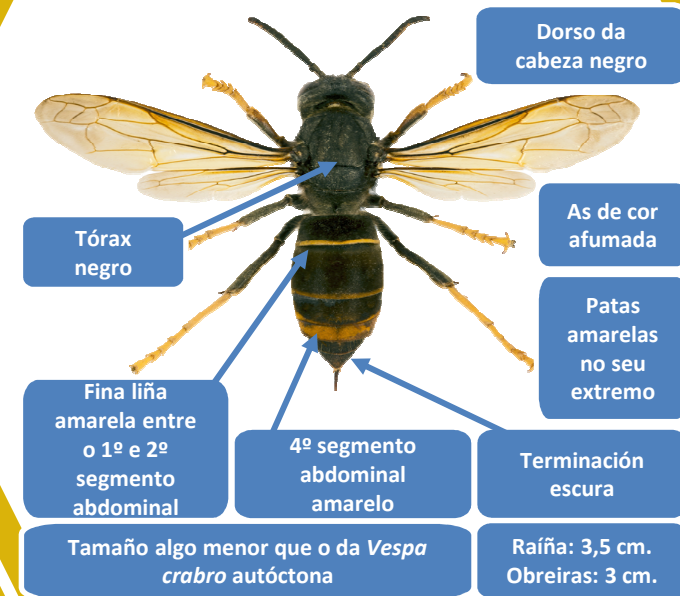 Dorso da
cabeza negro
Tórax
negro
As de cor
afumada
Patas
amarelas
no seu
extremo
Fina liña
amarela entre
o 1º e 2º
segmento
abdominal
4º segmento
abdominal
amarelo
Terminación
escura
Tamaño algo menor que o da Vespa
crabro autóctona
Raíña: 3,5 cm.
Obreiras: 3 cm.